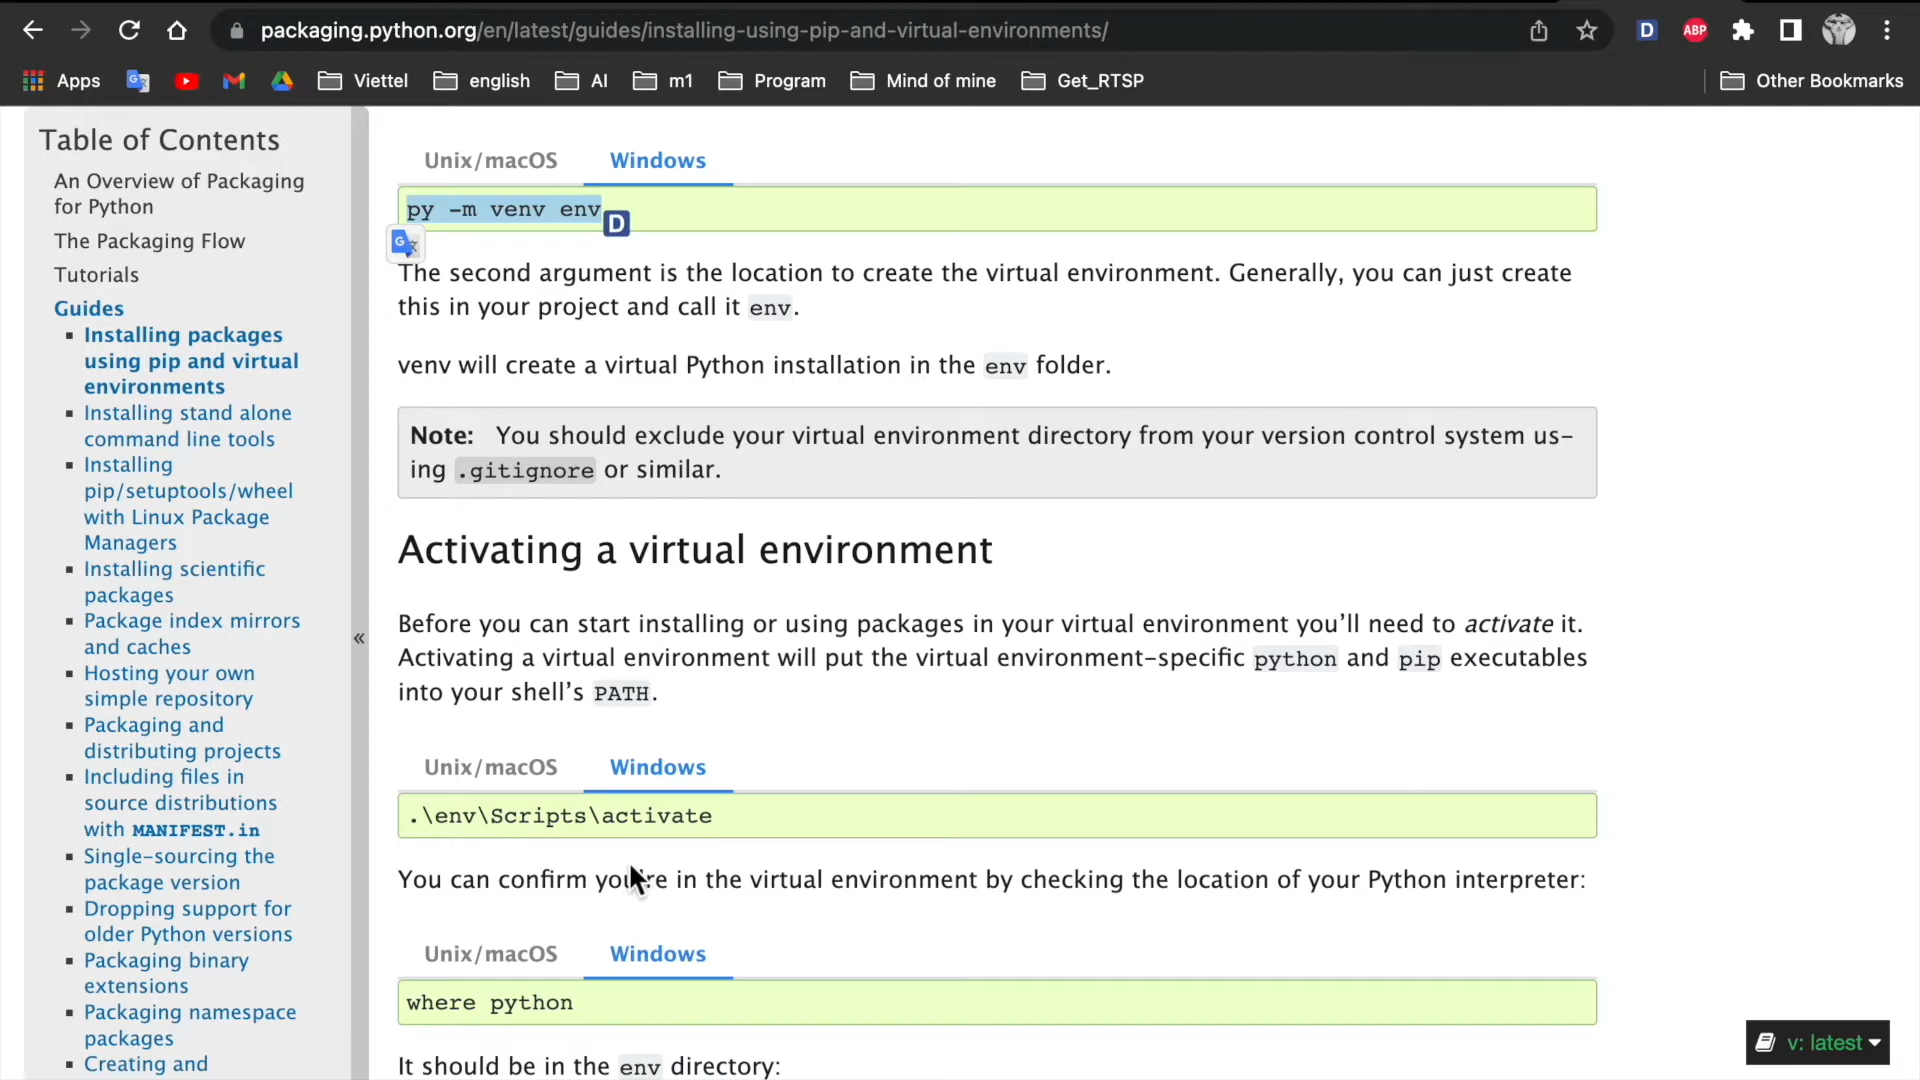 packaging.python.org/en/latest/guides/installing-using-pip-and-virtual-environments/
D
ABP
Apps
Viettel
english
AI
m1
Program
Mind of mine
Get_RTSP
Other Bookmarks
Table of Contents
An Overview of Packaging
for Python
The Packaging Flow
Tutorials
Guides
Installing packages
using pip and virtual
environments
Installing stand alone
command line tools
Installing
pip/setuptools/wheel
with Linux Package
Managers
Installing scientific
packages
Package index mirrors
and caches
Hosting your own
simple repository
Packaging and
distributing projects
Including files in
source distributions
with MANIFEST.in
Single-sourcing the
package version
Dropping support for
older Python versions
Packaging binary
extensions
Packaging namespace
packages
Creating and
«
Unix/macOS Windows
py -m venv env
D
G
The second argument is the location to create the virtual environment. Generally, you can just create
this in your project and call it env.
venv will create a virtual Python installation in the env folder.
Note: You should exclude your virtual environment directory from your version control system us-
ing .gitignore or similar.
Activating a virtual environment
Before you can start installing or using packages in your virtual environment you’ll need to activate it.
Activating a virtual environment will put the virtual environment-specific python and pip executables
into your shell’s PATH.
Unix/macOS Windows
.\env\Scripts\activate
You can confirm you’re in the virtual environment by checking the location of your Python interpreter:
Unix/macOS Windows
where python
It should be in the env directory:
v: latest